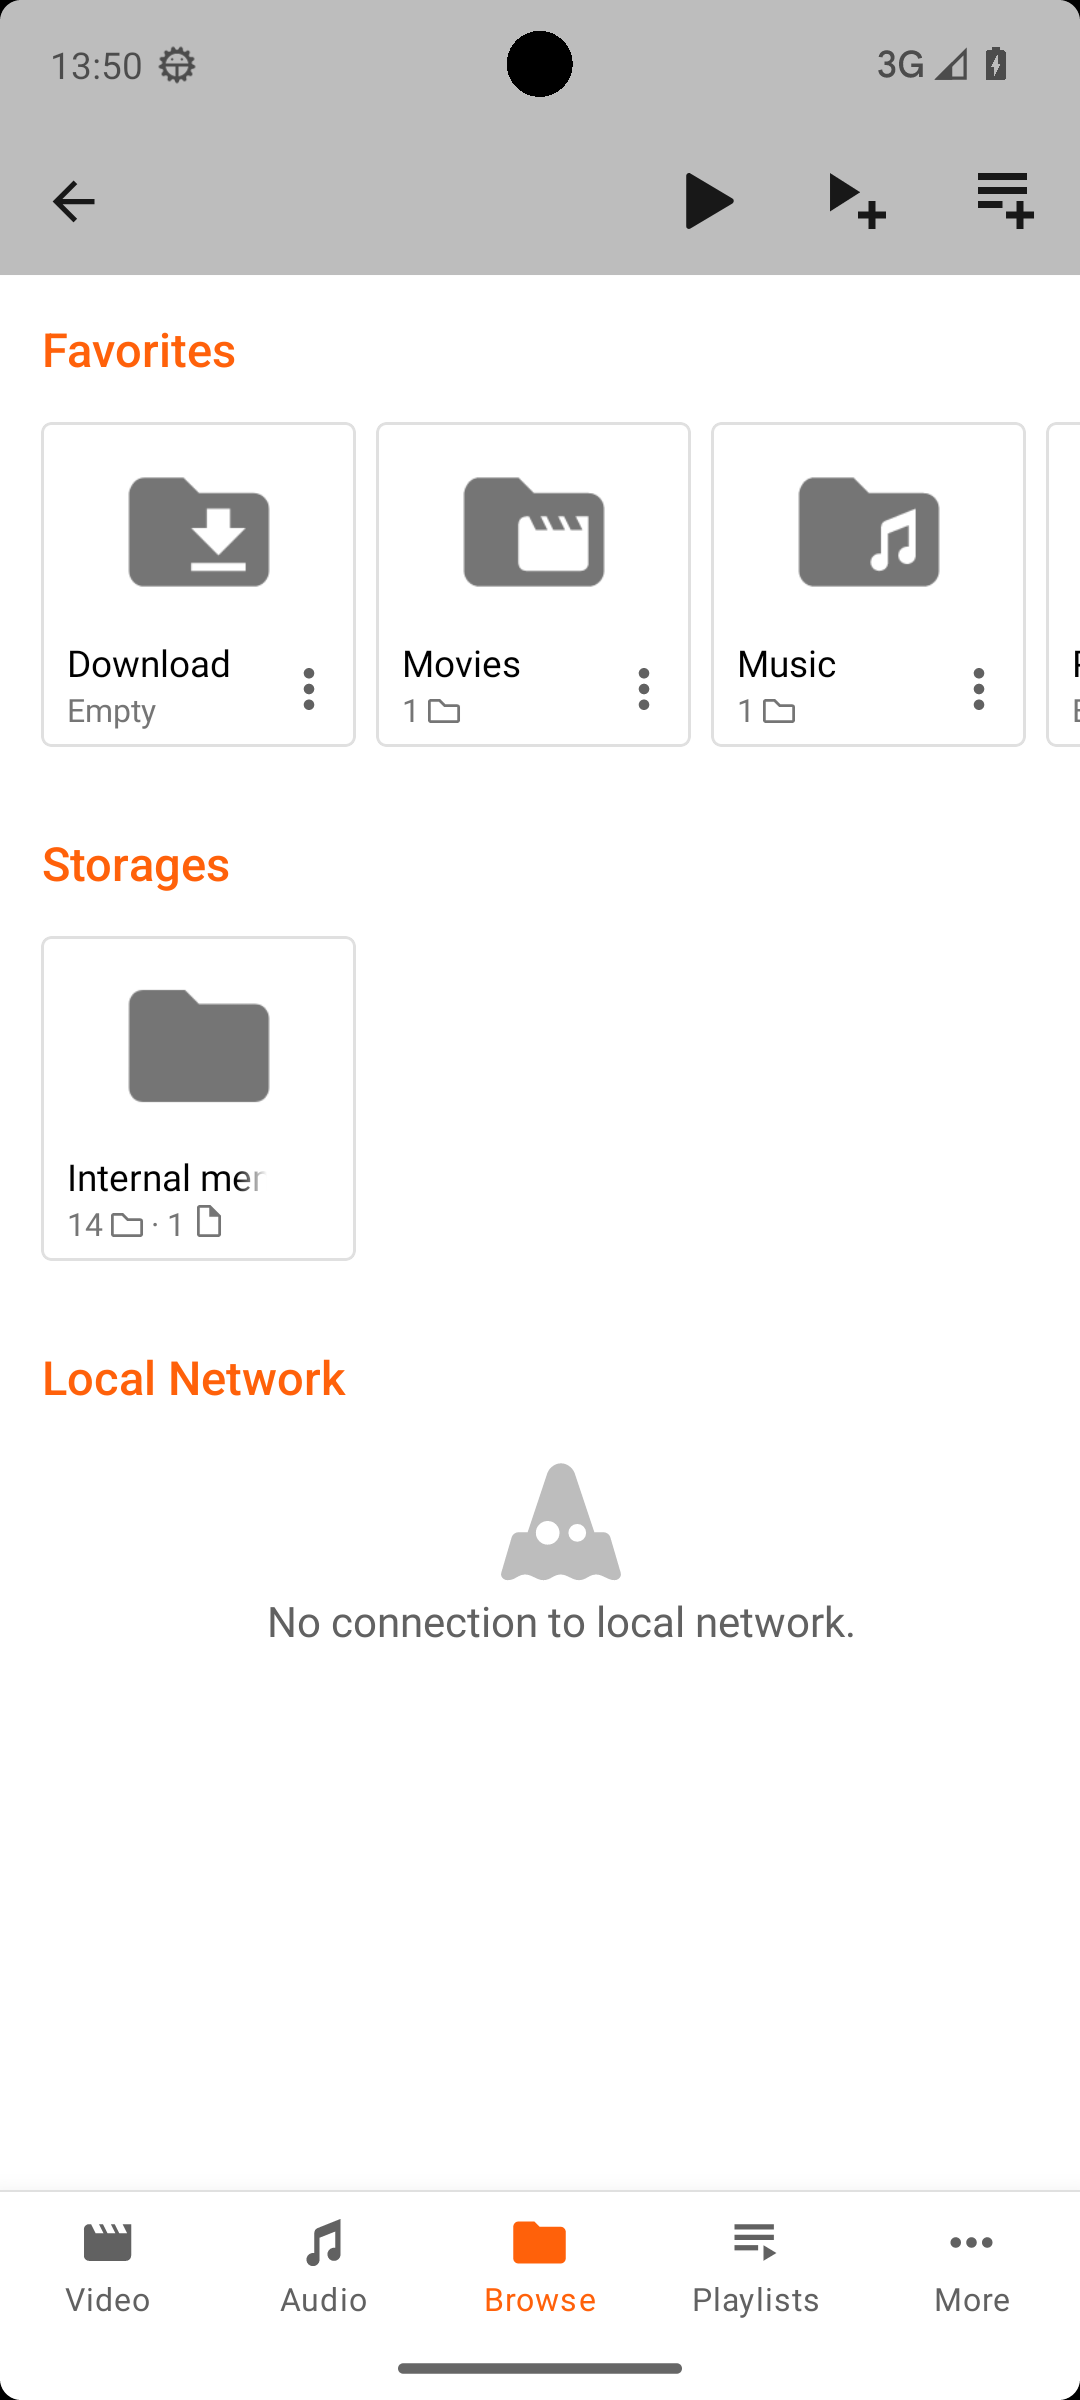 13:50
3G
Favorites
Download
Empty
Movies
1
Music
1
Storages
Internal mer
14 · 1
Local Network
No connection to local network.
Video
Audio
Browse
Playlists
More